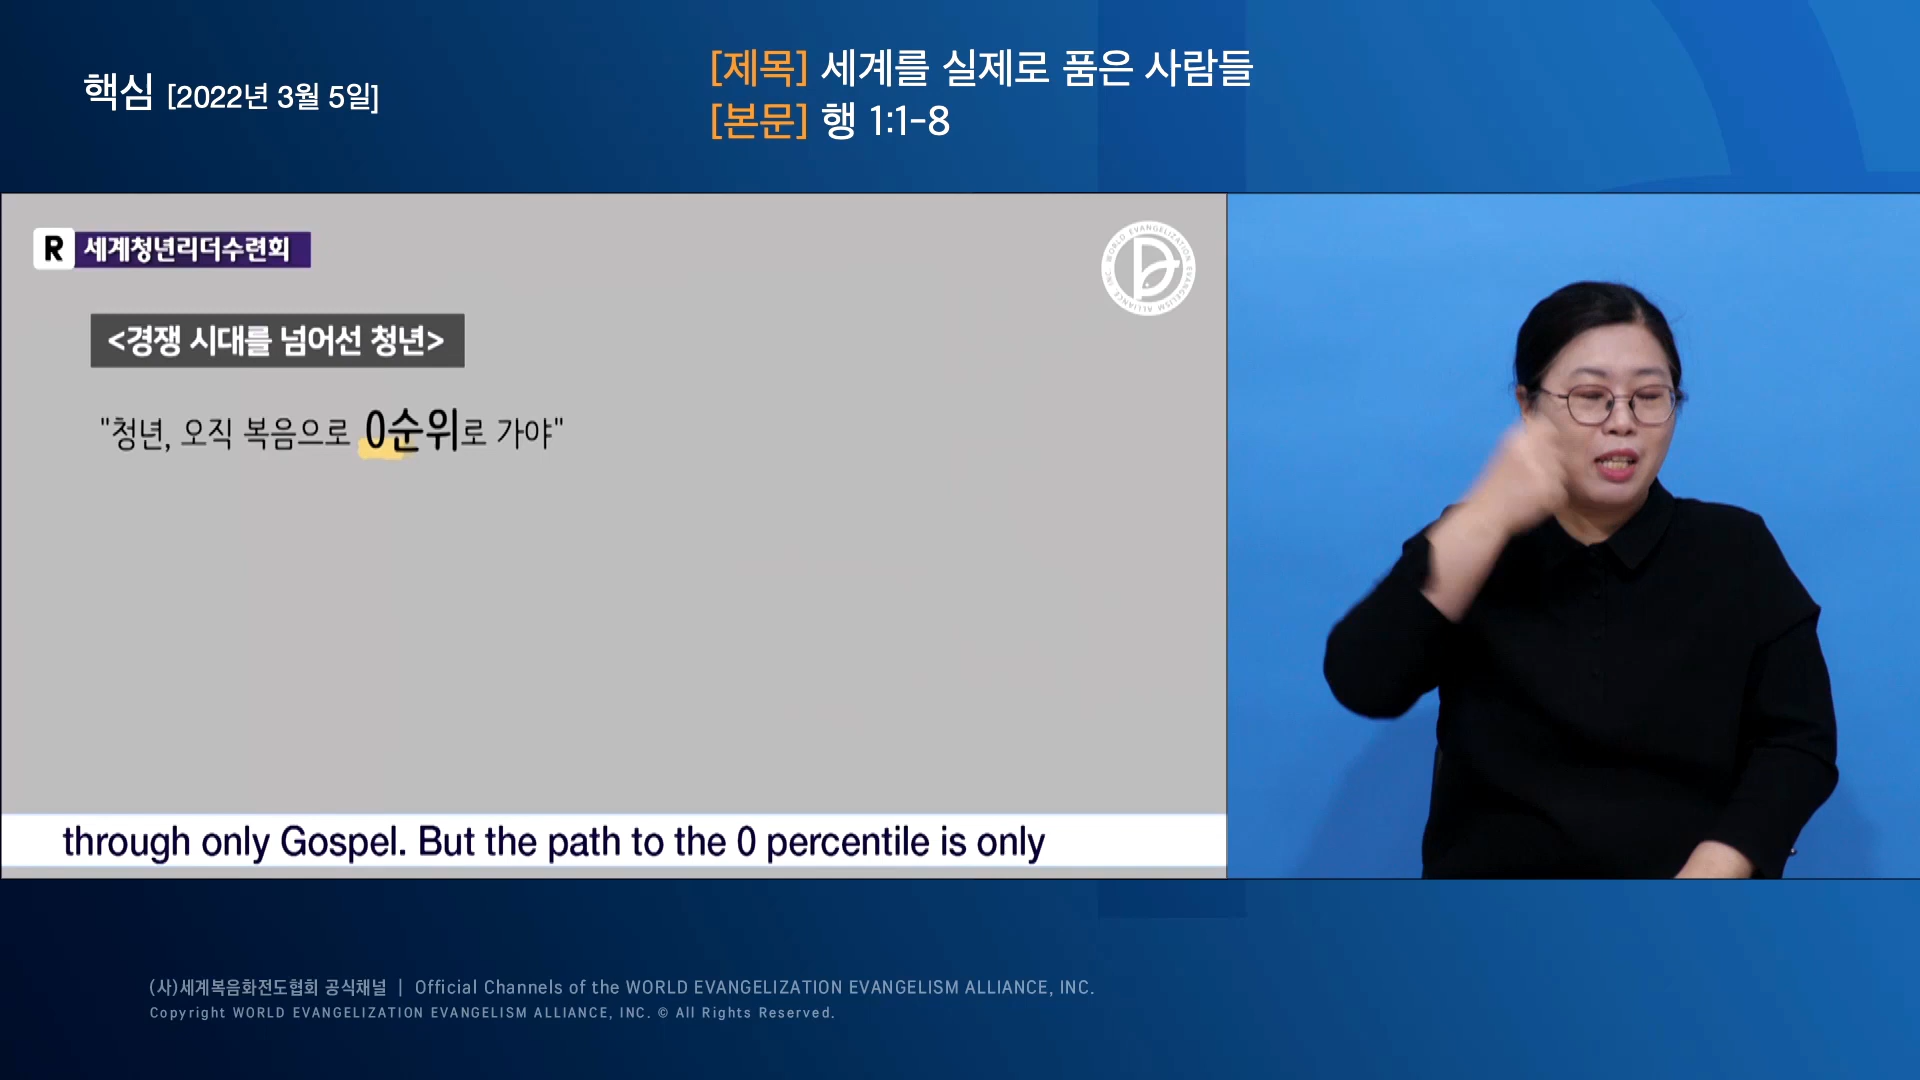 핵심 [2022년 3월 5일]
[제목] 세계를 실제로 품은 사람들
[본문] 행 1:1-8
R 세계청년리더수련회
WORLD EVANGELIZATION EVANGELISM ALLIANCE INC.
<경쟁 시대를 넘어선 청년>
"청년, 오직 복음으로 0순위로 가야"
through only Gospel. But the path to the 0 percentile is only
(사)세계복음화전도협회 공식채널 | Official Channels of the WORLD EVANGELIZATION EVANGELISM ALLIANCE, INC.
Copyright WORLD EVANGELIZATION EVANGELISM ALLIANCE, INC. © All Rights Reserved.